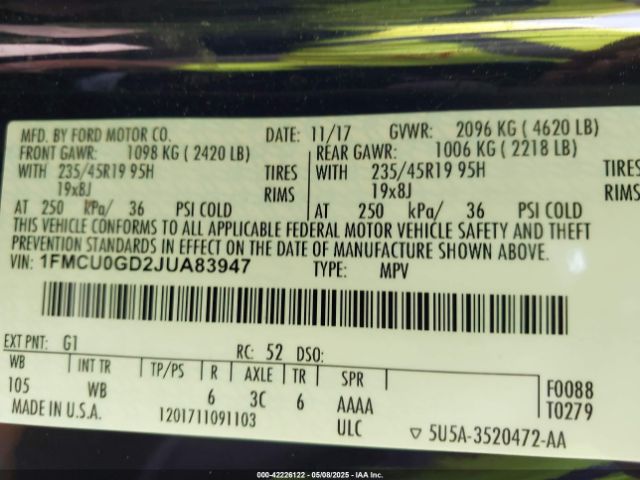 MFD. BY FORD MOTOR CO. DATE: 11/17 GVWR: 2096 KG ( 4620 LB)
FRONT GAWR: 1098 KG ( 2420 LB) REAR GAWR: 1006 KG ( 2218 LB)
WITH 235/45R19 95H TIRES WITH 235/45R19 95H TIRES
19x8J RIMS 19x8J RIMS
AT 250 kPa/ 36 PSI COLD AT 250 kPa/ 36 PSI COLD
THIS VEHICLE CONFORMS TO ALL APPLICABLE FEDERAL MOTOR VEHICLE SAFETY AND THEFT
PREVENTION STANDARDS IN EFFECT ON THE DATE OF MANUFACTURE SHOWN ABOVE.
VIN: 1FMCU0GD2JUA83947 TYPE: MPV
EXT PNT: G1 RC: 52 DSO:
WB INT TR TP/PS R AXLE TR SPR F0088
105 WB 6 3C 6 AAAA T0279
MADE IN U.S.A. 1201711091103 ULC ▽ 5U5A-3520472-AA
000-42226122 - 05/08/2025 - IAAI.COM